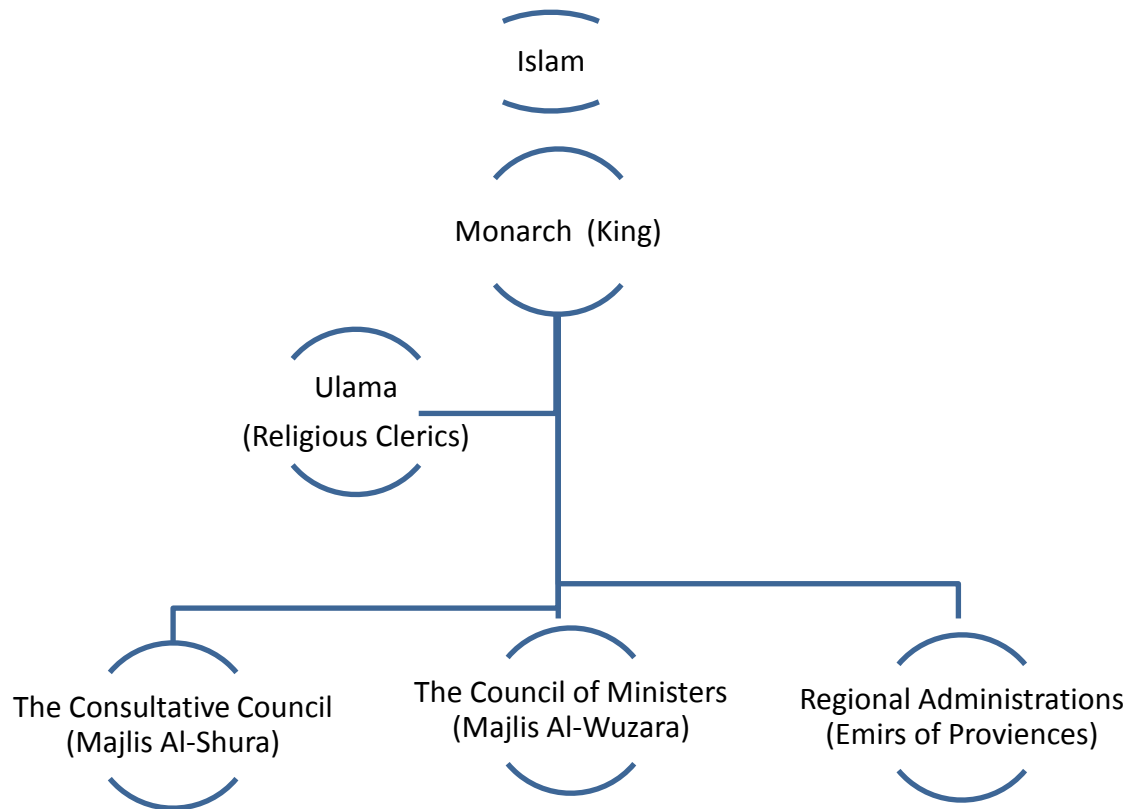 Islam
Monarch  (King)
Ulama
(Religious Clerics)
The Consultative Council
(Majlis Al-Shura)
The Council of Ministers
(Majlis Al-Wuzara)
Regional Administrations
(Emirs of Proviences)